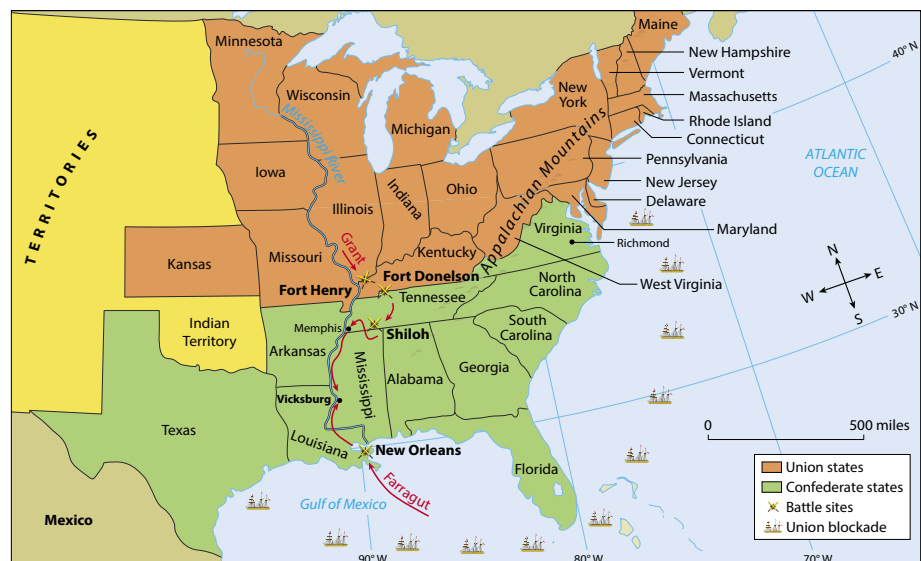 Maine
Minnesota
New Hampshire
Vermont
Massachusetts
Rhode Island
Connecticut
Wisconsin
Michigan
New
York
40° N
Mississippi River
Appalachian Mountains
Pennsylvania
ATLANTIC
OCEAN
TERRITORIES
Iowa
Illinois
Indiana
Ohio
New Jersey
Delaware
Maryland
Virginia
Richmond
Kansas
Missouri
Grant
Kentucky
West Virginia
N
E
W
S
Fort Henry
Fort Donelson
Tennessee
North
Carolina
30° N
Indian
Territory
Memphis
Shiloh
South
Carolina
Arkansas
Mississippi
Alabama
Georgia
Vicksburg
Texas
Louisiana
New Orleans
Florida
Farragut
Gulf of Mexico
Mexico
0
500 miles
Union states
Confederate states
Battle sites
Union blockade
90° W
80° W
70° W